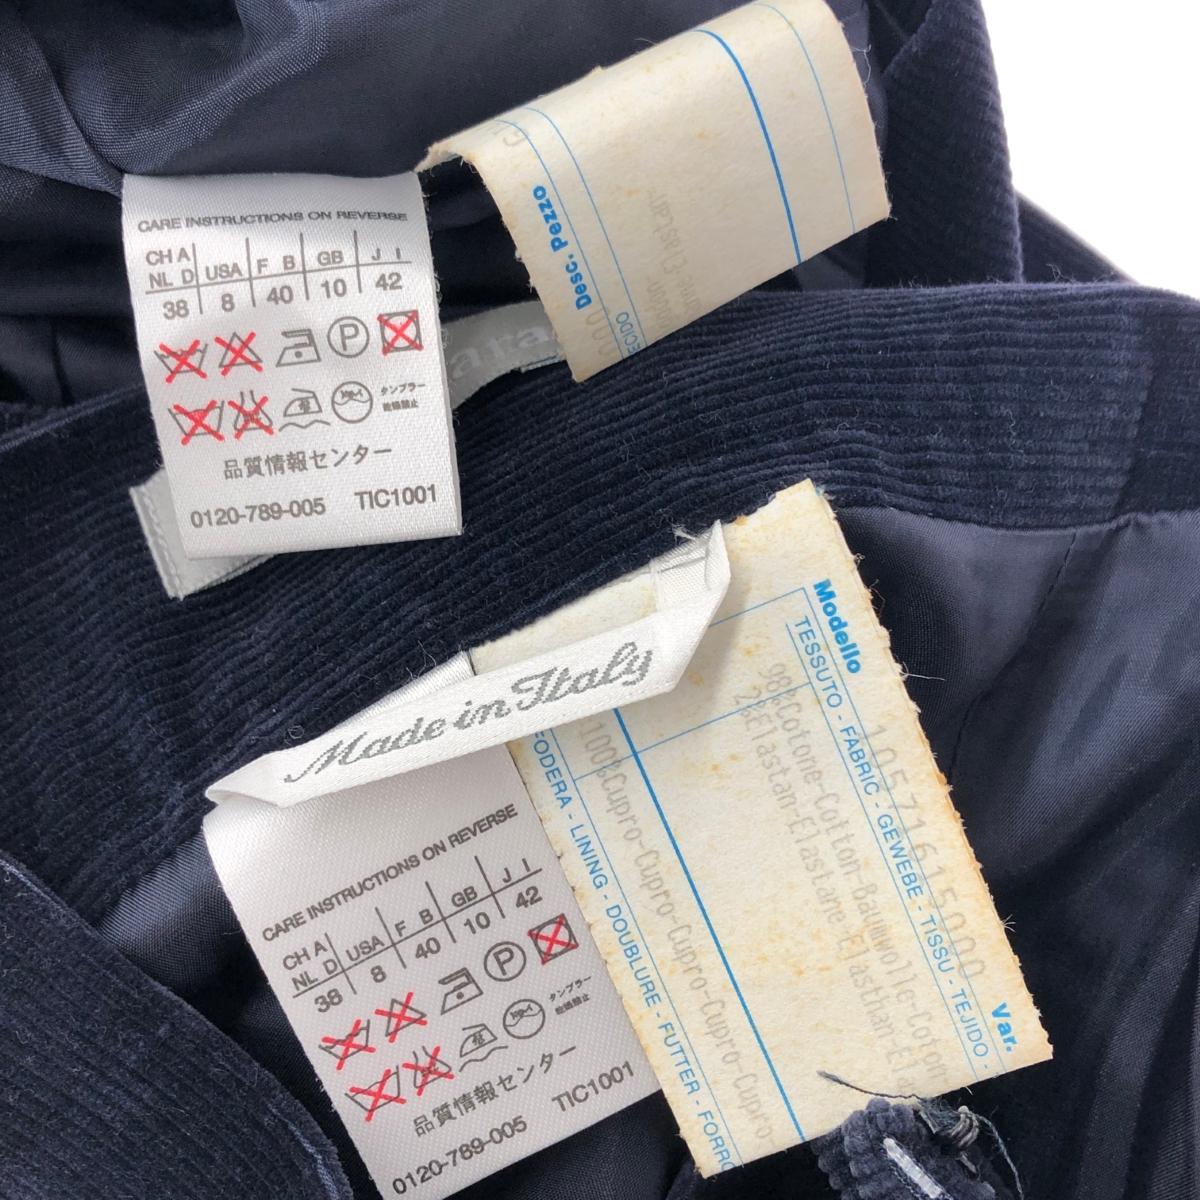 CARE INSTRUCTIONS ON REVERSE
CH A
NL D USA F B GB J I
38 8 40 10 42
P
タンブラー
乾燥禁止
品質情報センター
0120-789-005 TIC1001
Desc. Pezzo
Made in Italy
Modello
10571615000
Var.
TESSUTO - FABRIC - GEWEBE - TISSU - TEJIDO -
98%Cotone-Cotton-Baumwolle-Coton
2%Elastan-Elastane-Elasthan-Ela
FODERA - LINING - DOUBLURE - FUTTER - FORRO
100%Cupro-Cupro-Cupro-Cupro-Cupro-
CARE INSTRUCTIONS ON REVERSE
CH A
NL D USA F B GB J I
38 8 40 10 42
P
タンブラー
乾燥禁止
品質情報センター
0120-789-005 TIC1001